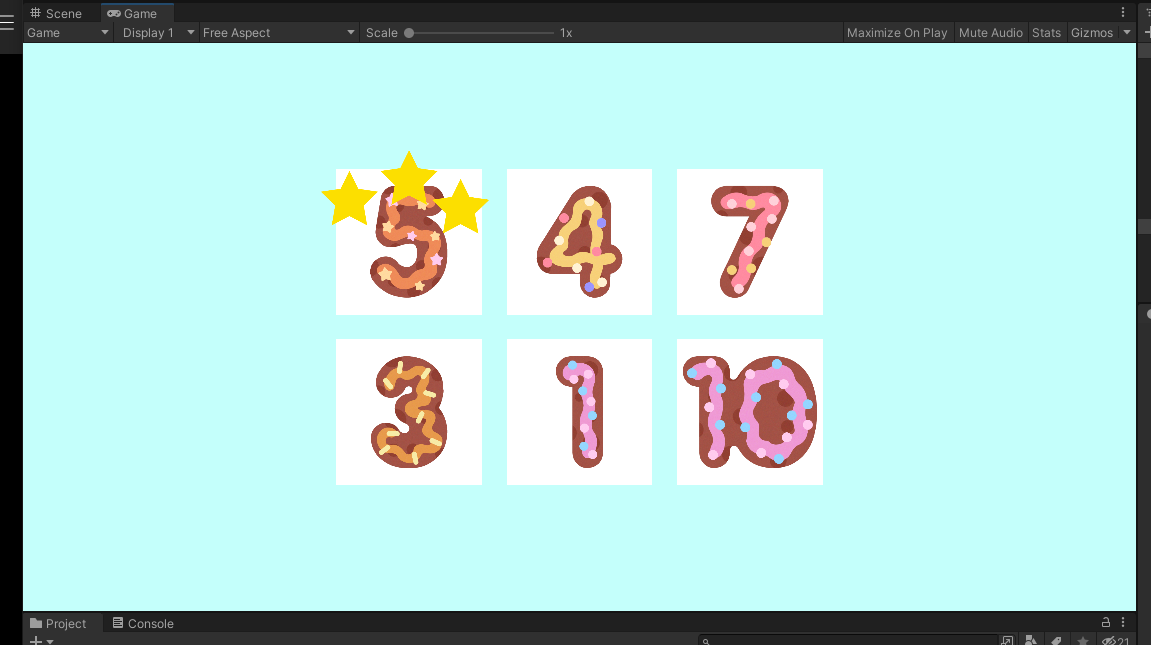 Scene Game
Game Display 1 Free Aspect Scale 1x Maximize On Play Mute Audio Stats Gizmos
5 4 7
3 1 10
Project Console
21